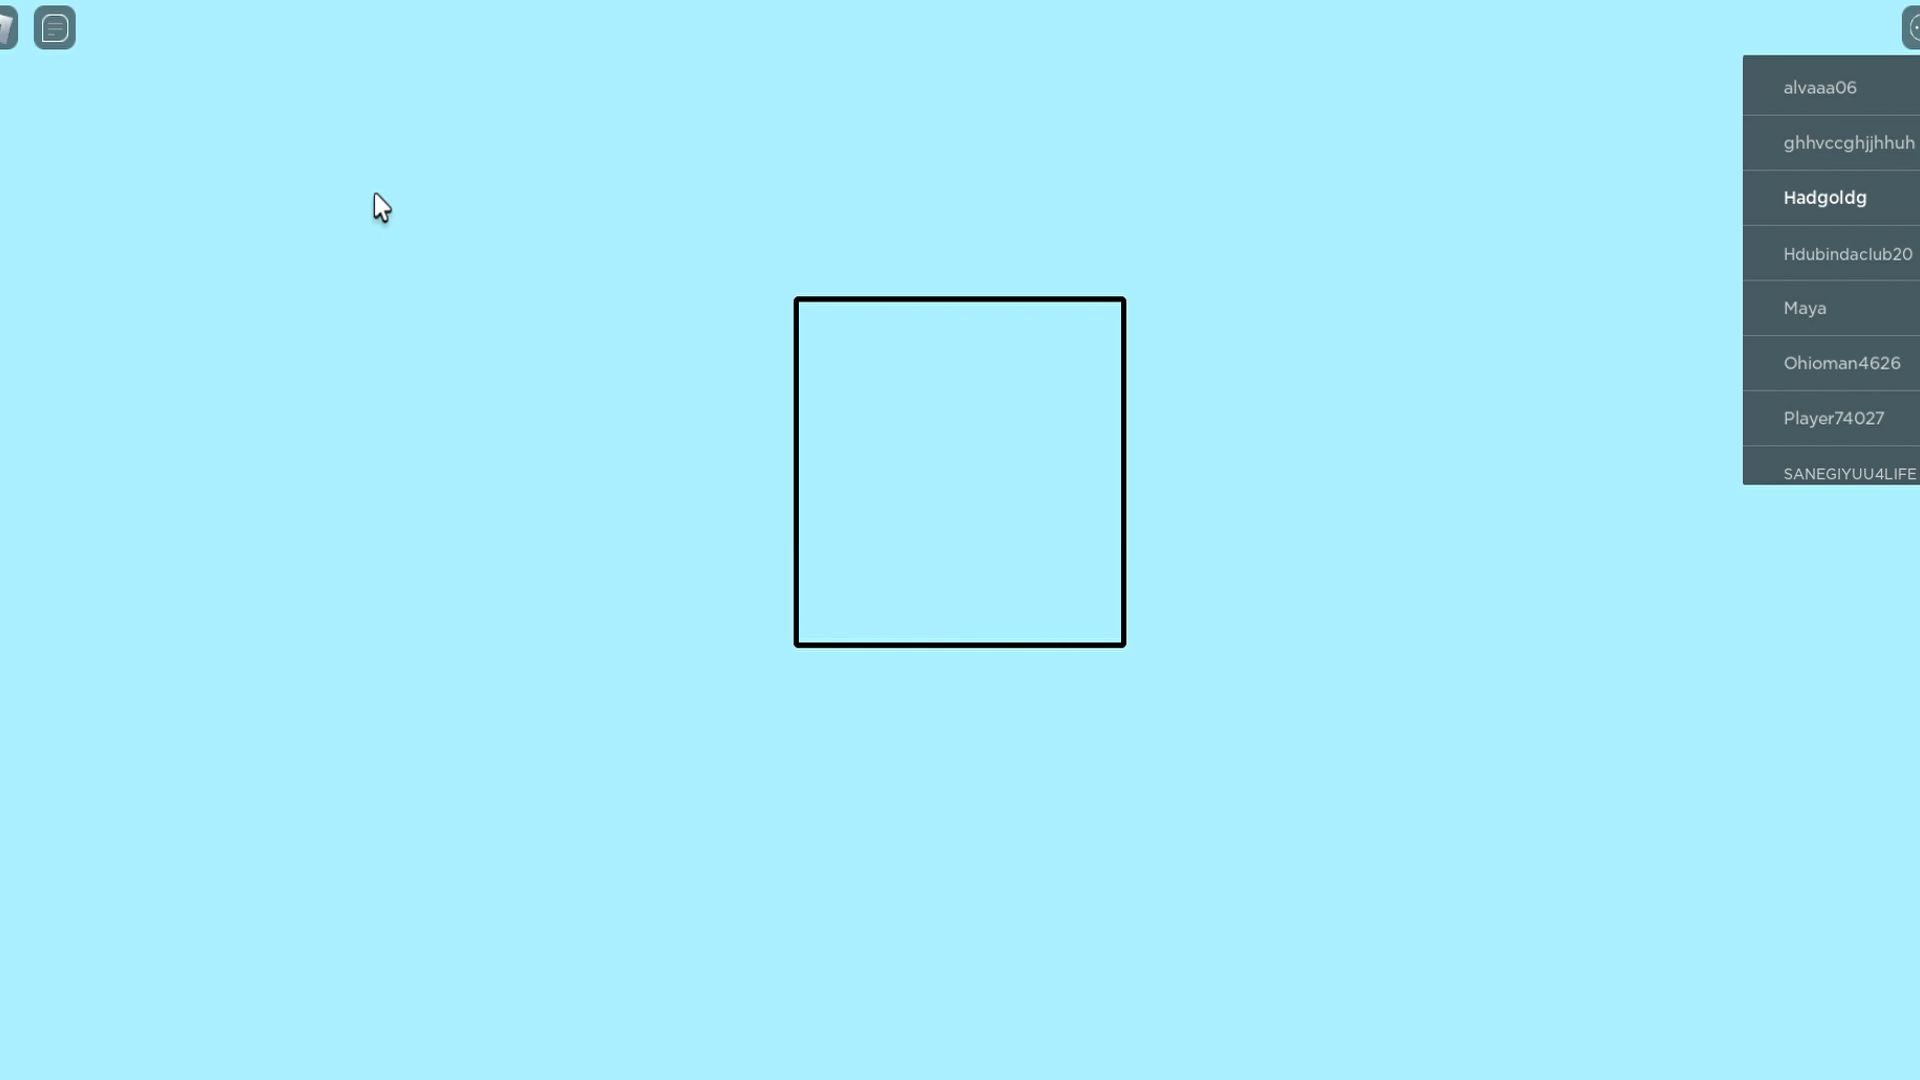 alvaaa06
ghhvccghjjhhuh
Hadgoldg
Hdubindaclub20
Maya
Ohioman4626
Player74027
SANEGIYUU4LIFE